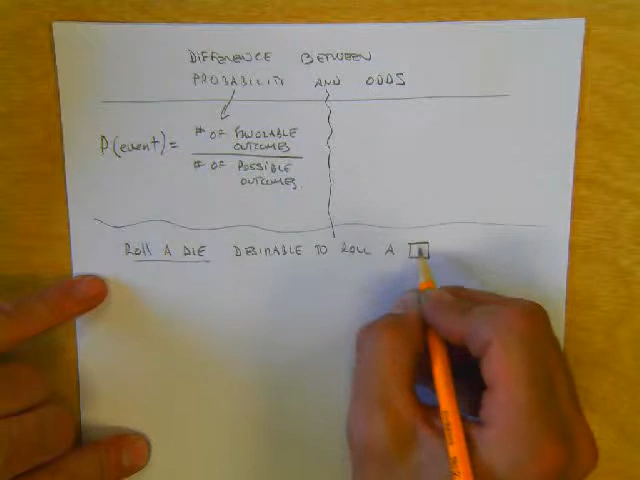 DIFFERENCE BETWEEN
PROBABILITY AND ODDS
P(event) = # OF FAVORABLE
OUTCOMES
# OF POSSIBLE
OUTCOMES
ROLL A DIE DESIRABLE TO ROLL A